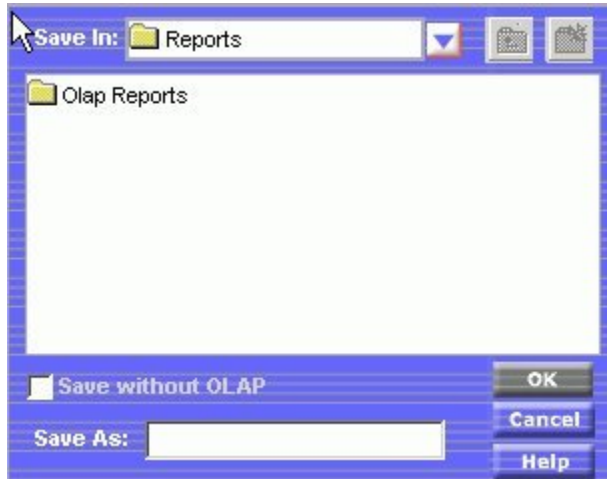 Save In: Reports
Olap Reports
Save without OLAP
OK
Cancel
Save As:
Help